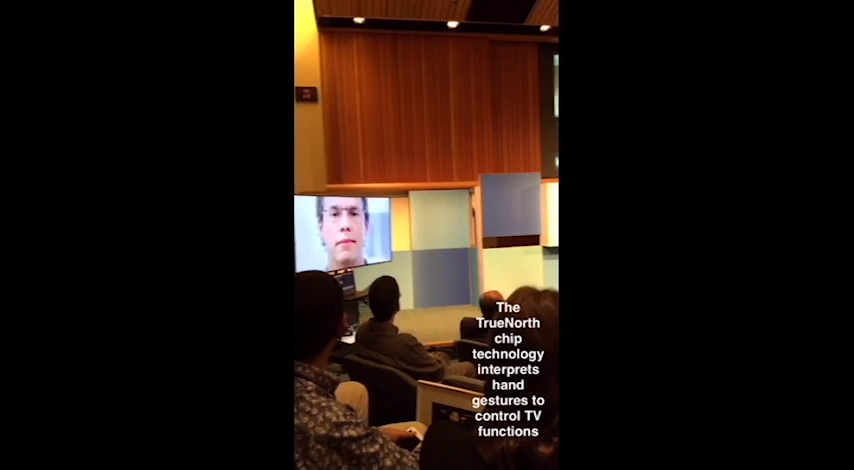 The
TrueNorth
chip
technology
interprets
hand
gestures to
control TV
functions